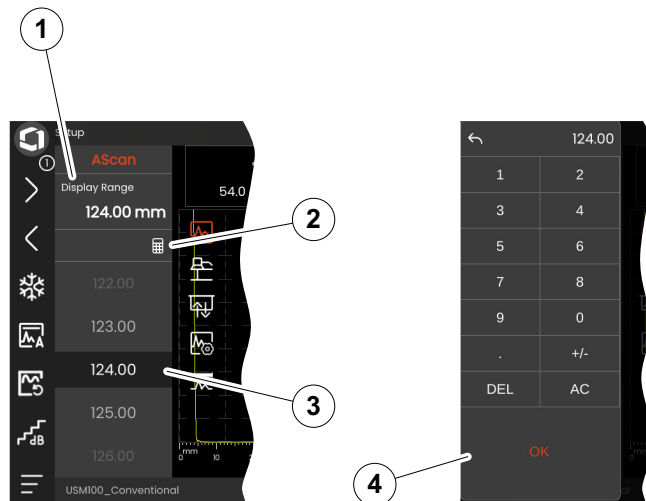 1
2
3
4
Setup
1
AScan
Display Range
124.00 mm
54.0
122.00
123.00
124.00
125.00
126.00
A
dB
0 mm 10
USM100_Conventional
124.00
1 2
3 4
5 6
7 8
9 0
. +/-
DEL AC
OK